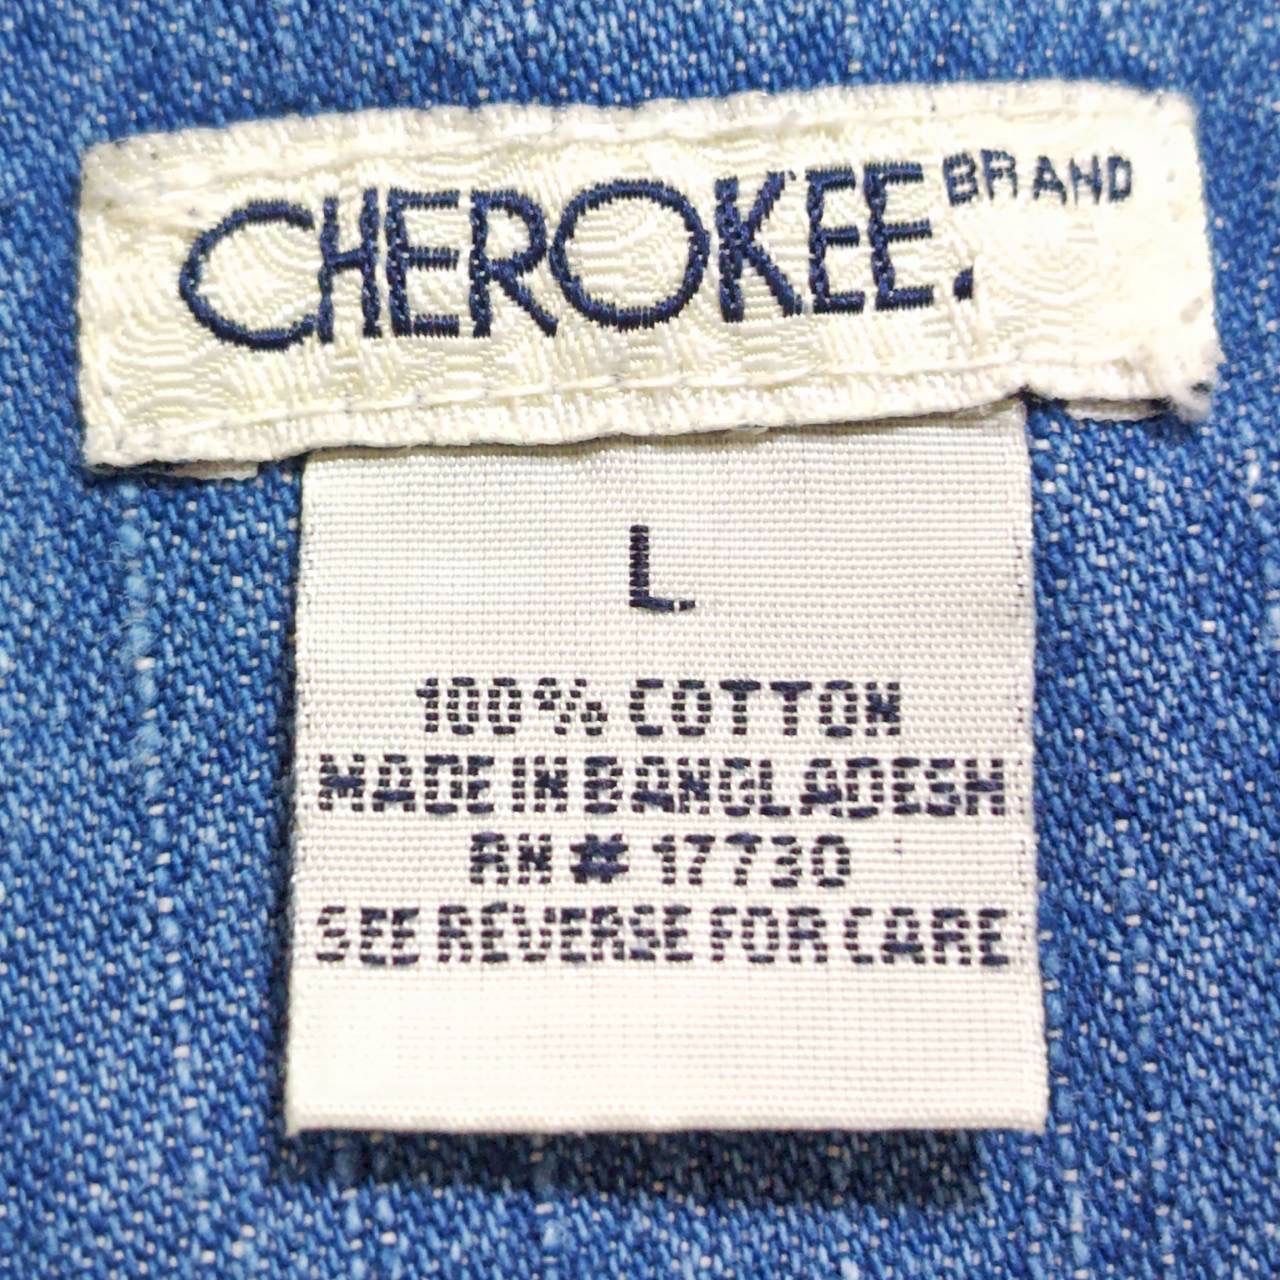 CHEROKEE. BRAND
L
100% COTTON
MADE IN BANGLADESH
RN # 17730
SEE REVERSE FOR CARE